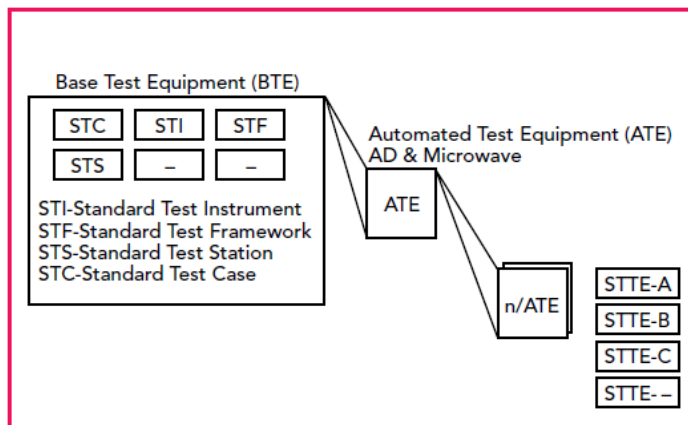 Base Test Equipment (BTE)
STC STI STF
STS – –
STI-Standard Test Instrument
STF-Standard Test Framework
STS-Standard Test Station
STC-Standard Test Case
Automated Test Equipment (ATE)
AD & Microwave
ATE
n/ATE
STTE-A
STTE-B
STTE-C
STTE- –